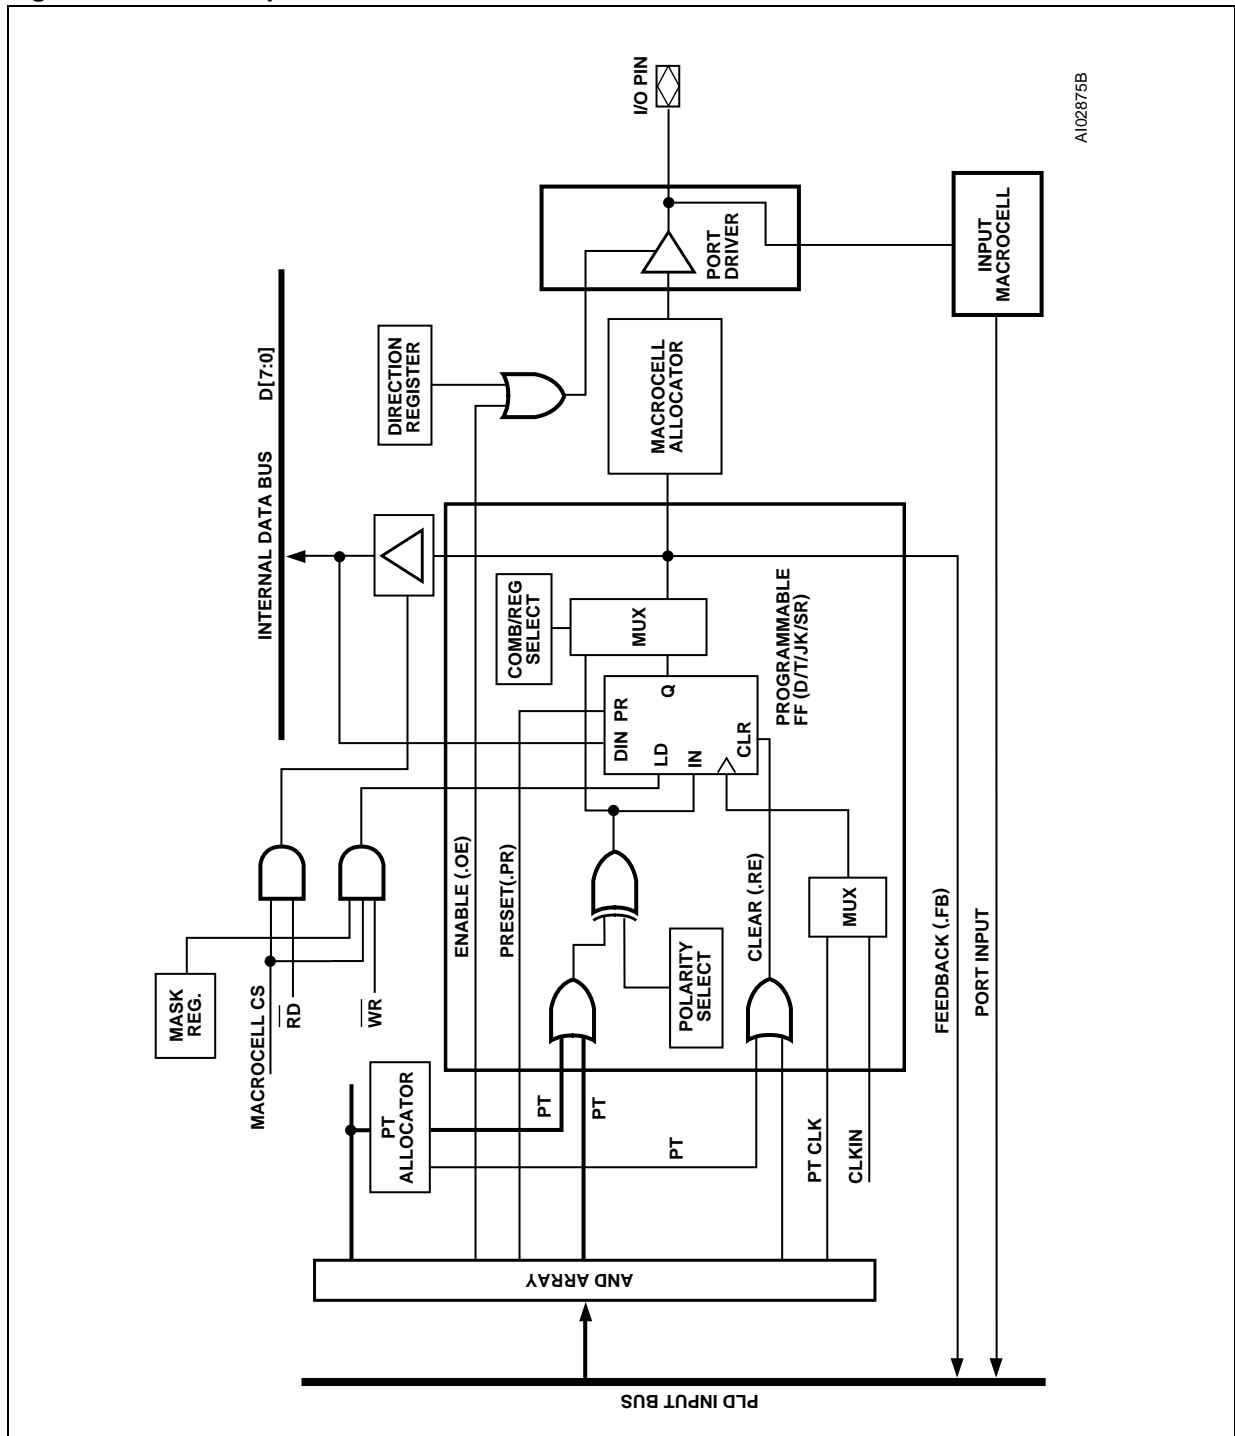 MASK
REG.
MACROCELL CS
RD
WR
INTERNAL DATA BUS D[7:0]
DIRECTION
REGISTER
I/O PIN
PT
ALLOCATOR
PT
PT
PT
PT CLK
CLKIN
AND ARRAY
PLD INPUT BUS
ENABLE (.OE)
PRESET(.PR)
COMB/REG
SELECT
MUX
DIN PR
LD
Q
IN
CLR
PROGRAMMABLE
FF (D/T/JK/SR)
POLARITY
SELECT
CLEAR (.RE)
MUX
MACROCELL
ALLOCATOR
PORT
DRIVER
INPUT
MACROCELL
FEEDBACK (.FB)
PORT INPUT
AI02875B